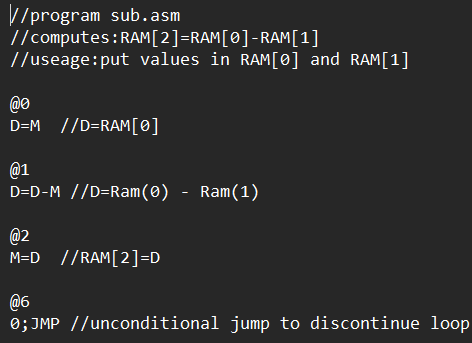 //program sub.asm
//computes:RAM[2]=RAM[0]-RAM[1]
//useage:put values in RAM[0] and RAM[1]
@0
D=M  //D=RAM[0]
@1
D=D-M //D=Ram(0) - Ram(1)
@2
M=D  //RAM[2]=D
@6
0;JMP //unconditional jump to discontinue loop